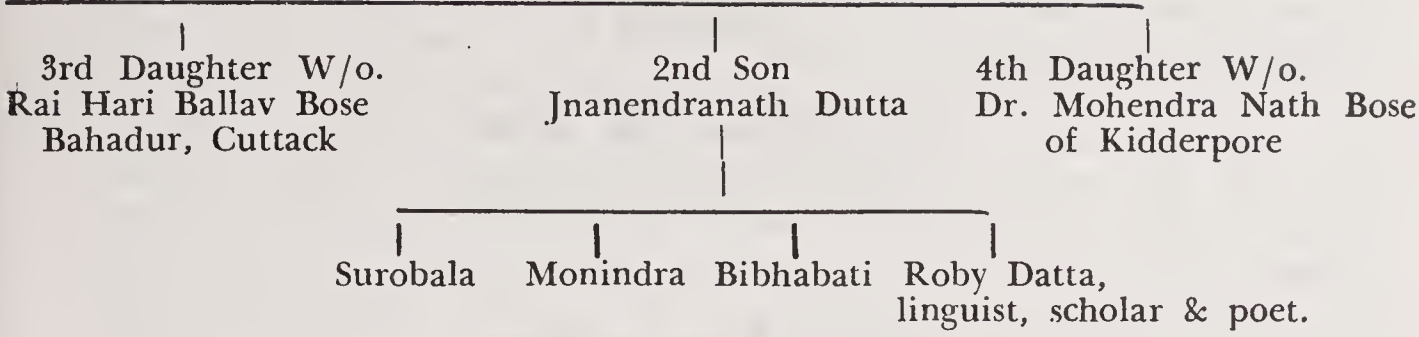 3rd Daughter W/o.
Rai Hari Ballav Bose
Bahadur, Cuttack
2nd Son
Jnanendranath Dutta
4th Daughter W/o.
Dr. Mohendra Nath Bose
of Kidderpore
Surobala Monindra Bibhabati Roby Datta,
linguist, scholar & poet.